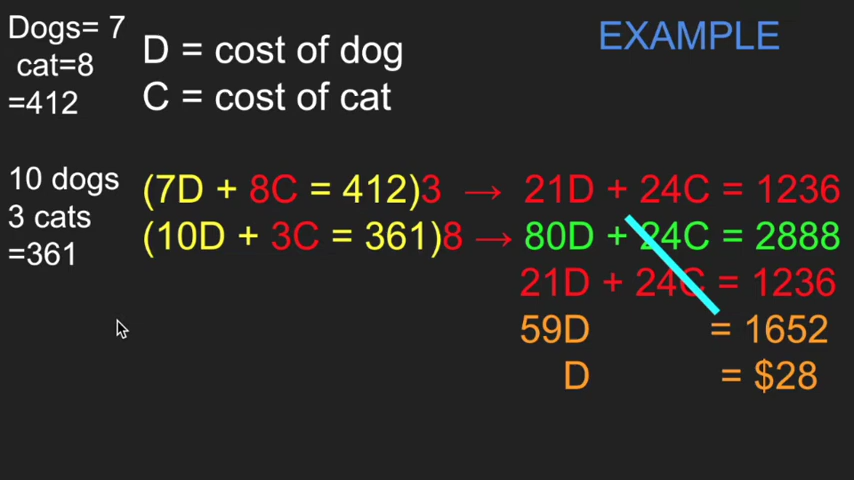 Dogs= 7
cat=8
=412
D = cost of dog
C = cost of cat
EXAMPLE
10 dogs
3 cats
=361
(7D + 8C = 412)3 → 21D + 24C = 1236
(10D + 3C = 361)8 → 80D + 24C = 2888
21D + 24C = 1236
59D = 1652
D = $28